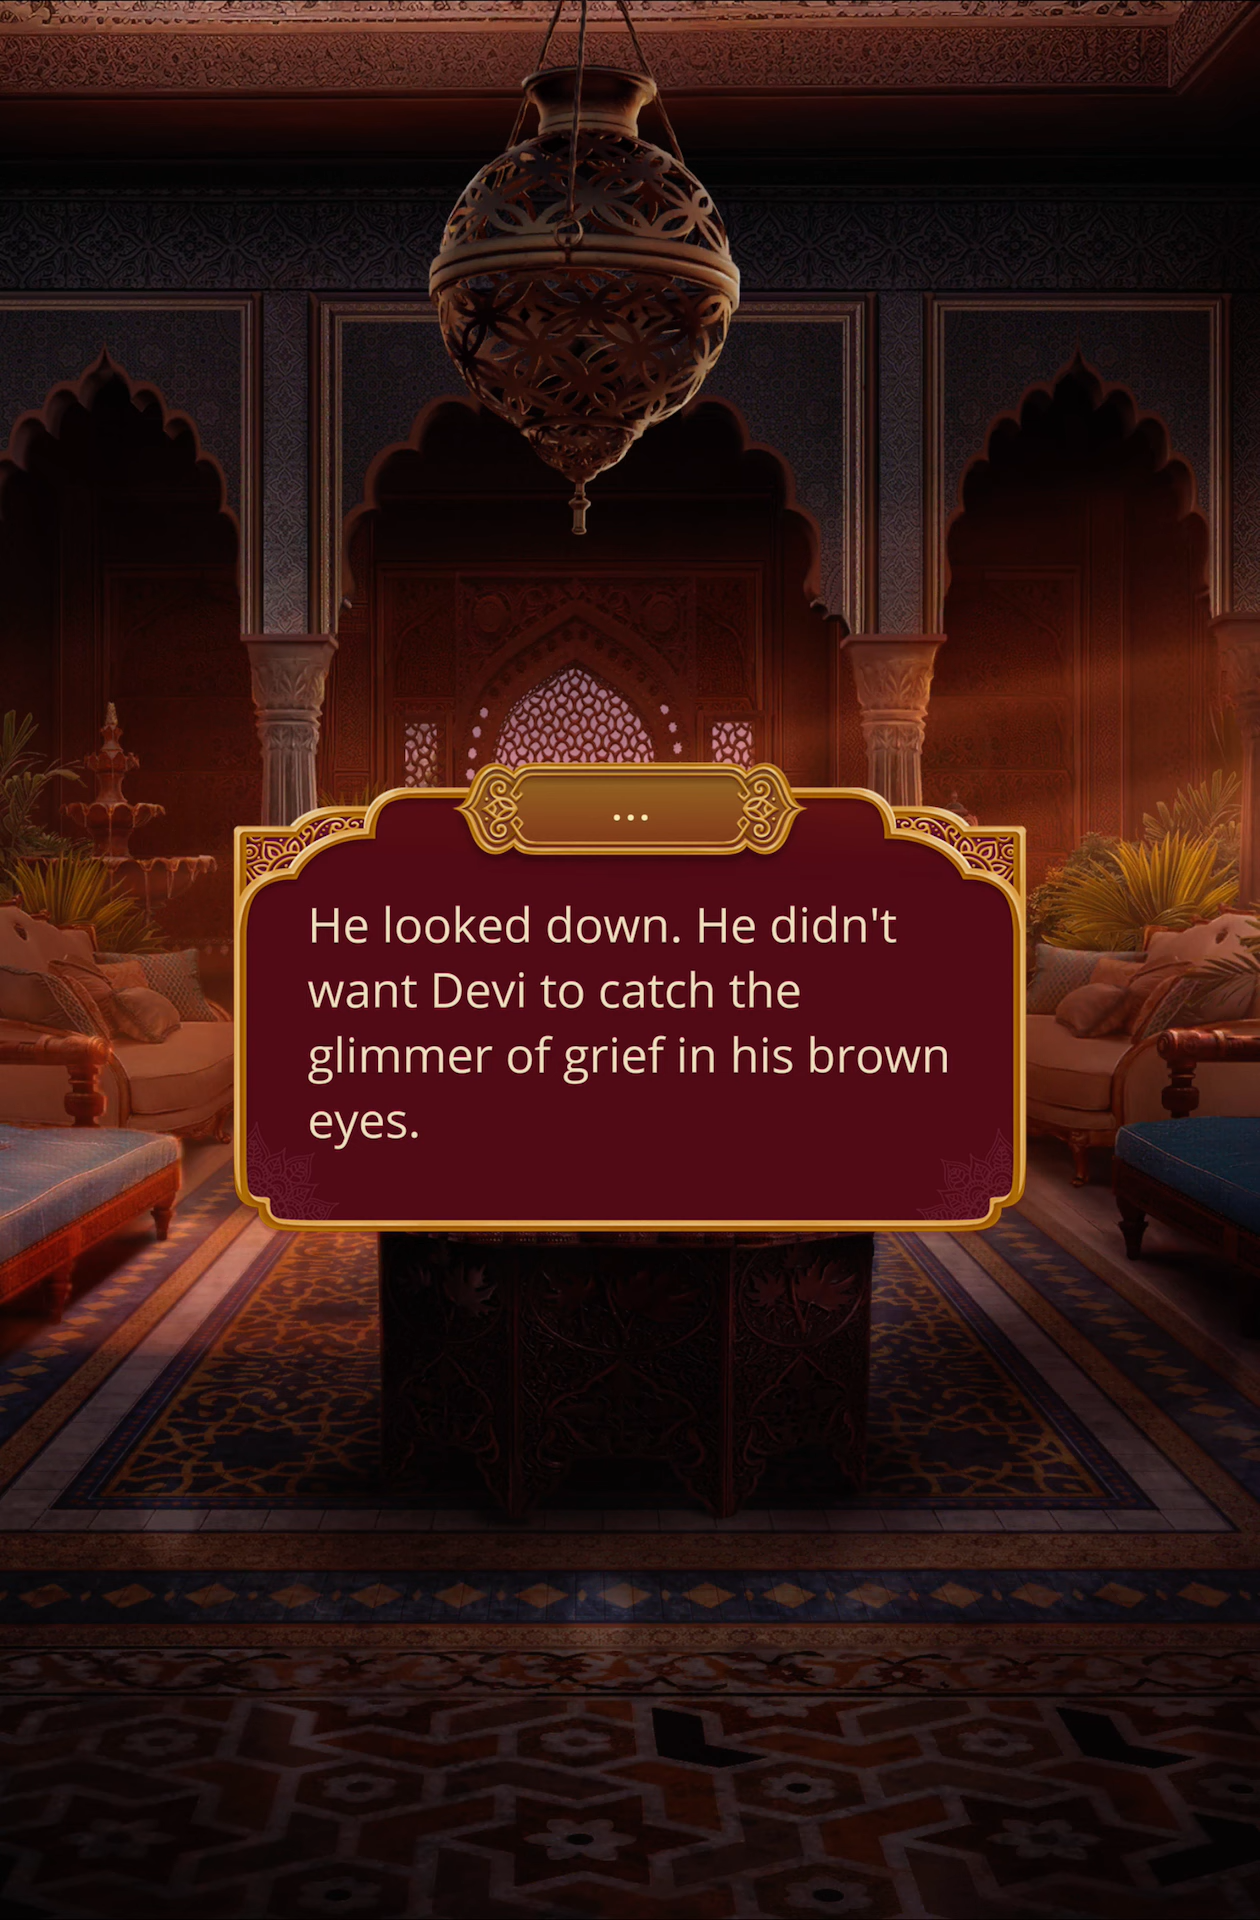 ...
He looked down. He didn't
want Devi to catch the
glimmer of grief in his brown
eyes.